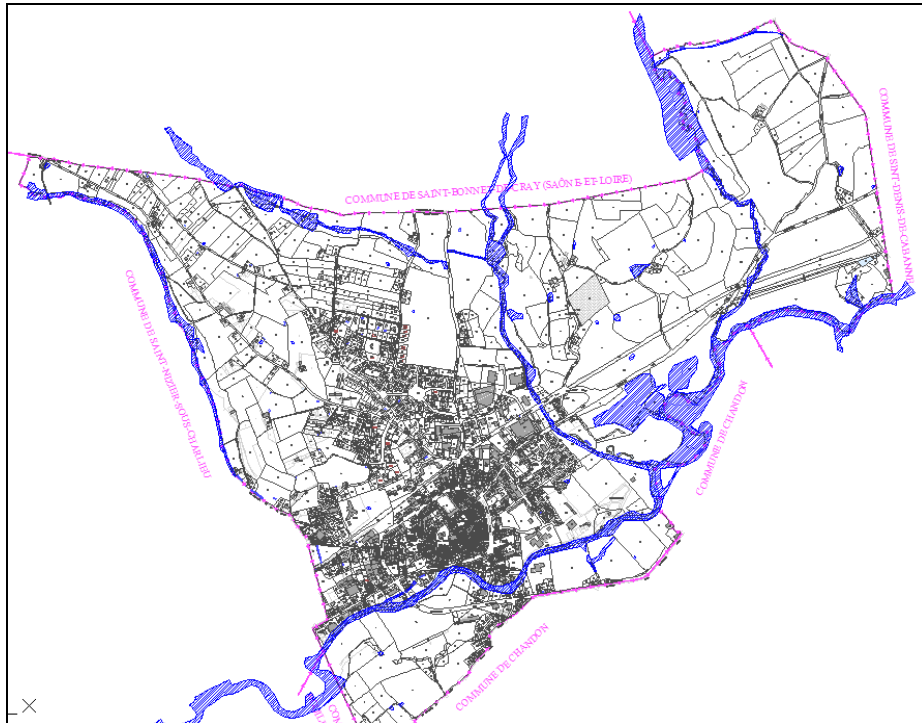 COMMUNE DE SAINT-BONNET-DE-CRAY (SAÔNE-ET-LOIRE)
COMMUNE DE SINT-DENIS-DE-CABANNE
COMMUNE DE SAINT-NIZIER-SOUS-CHARLIEU
COMMUNE DE CHANDON
COMMUNE DE CHANDON